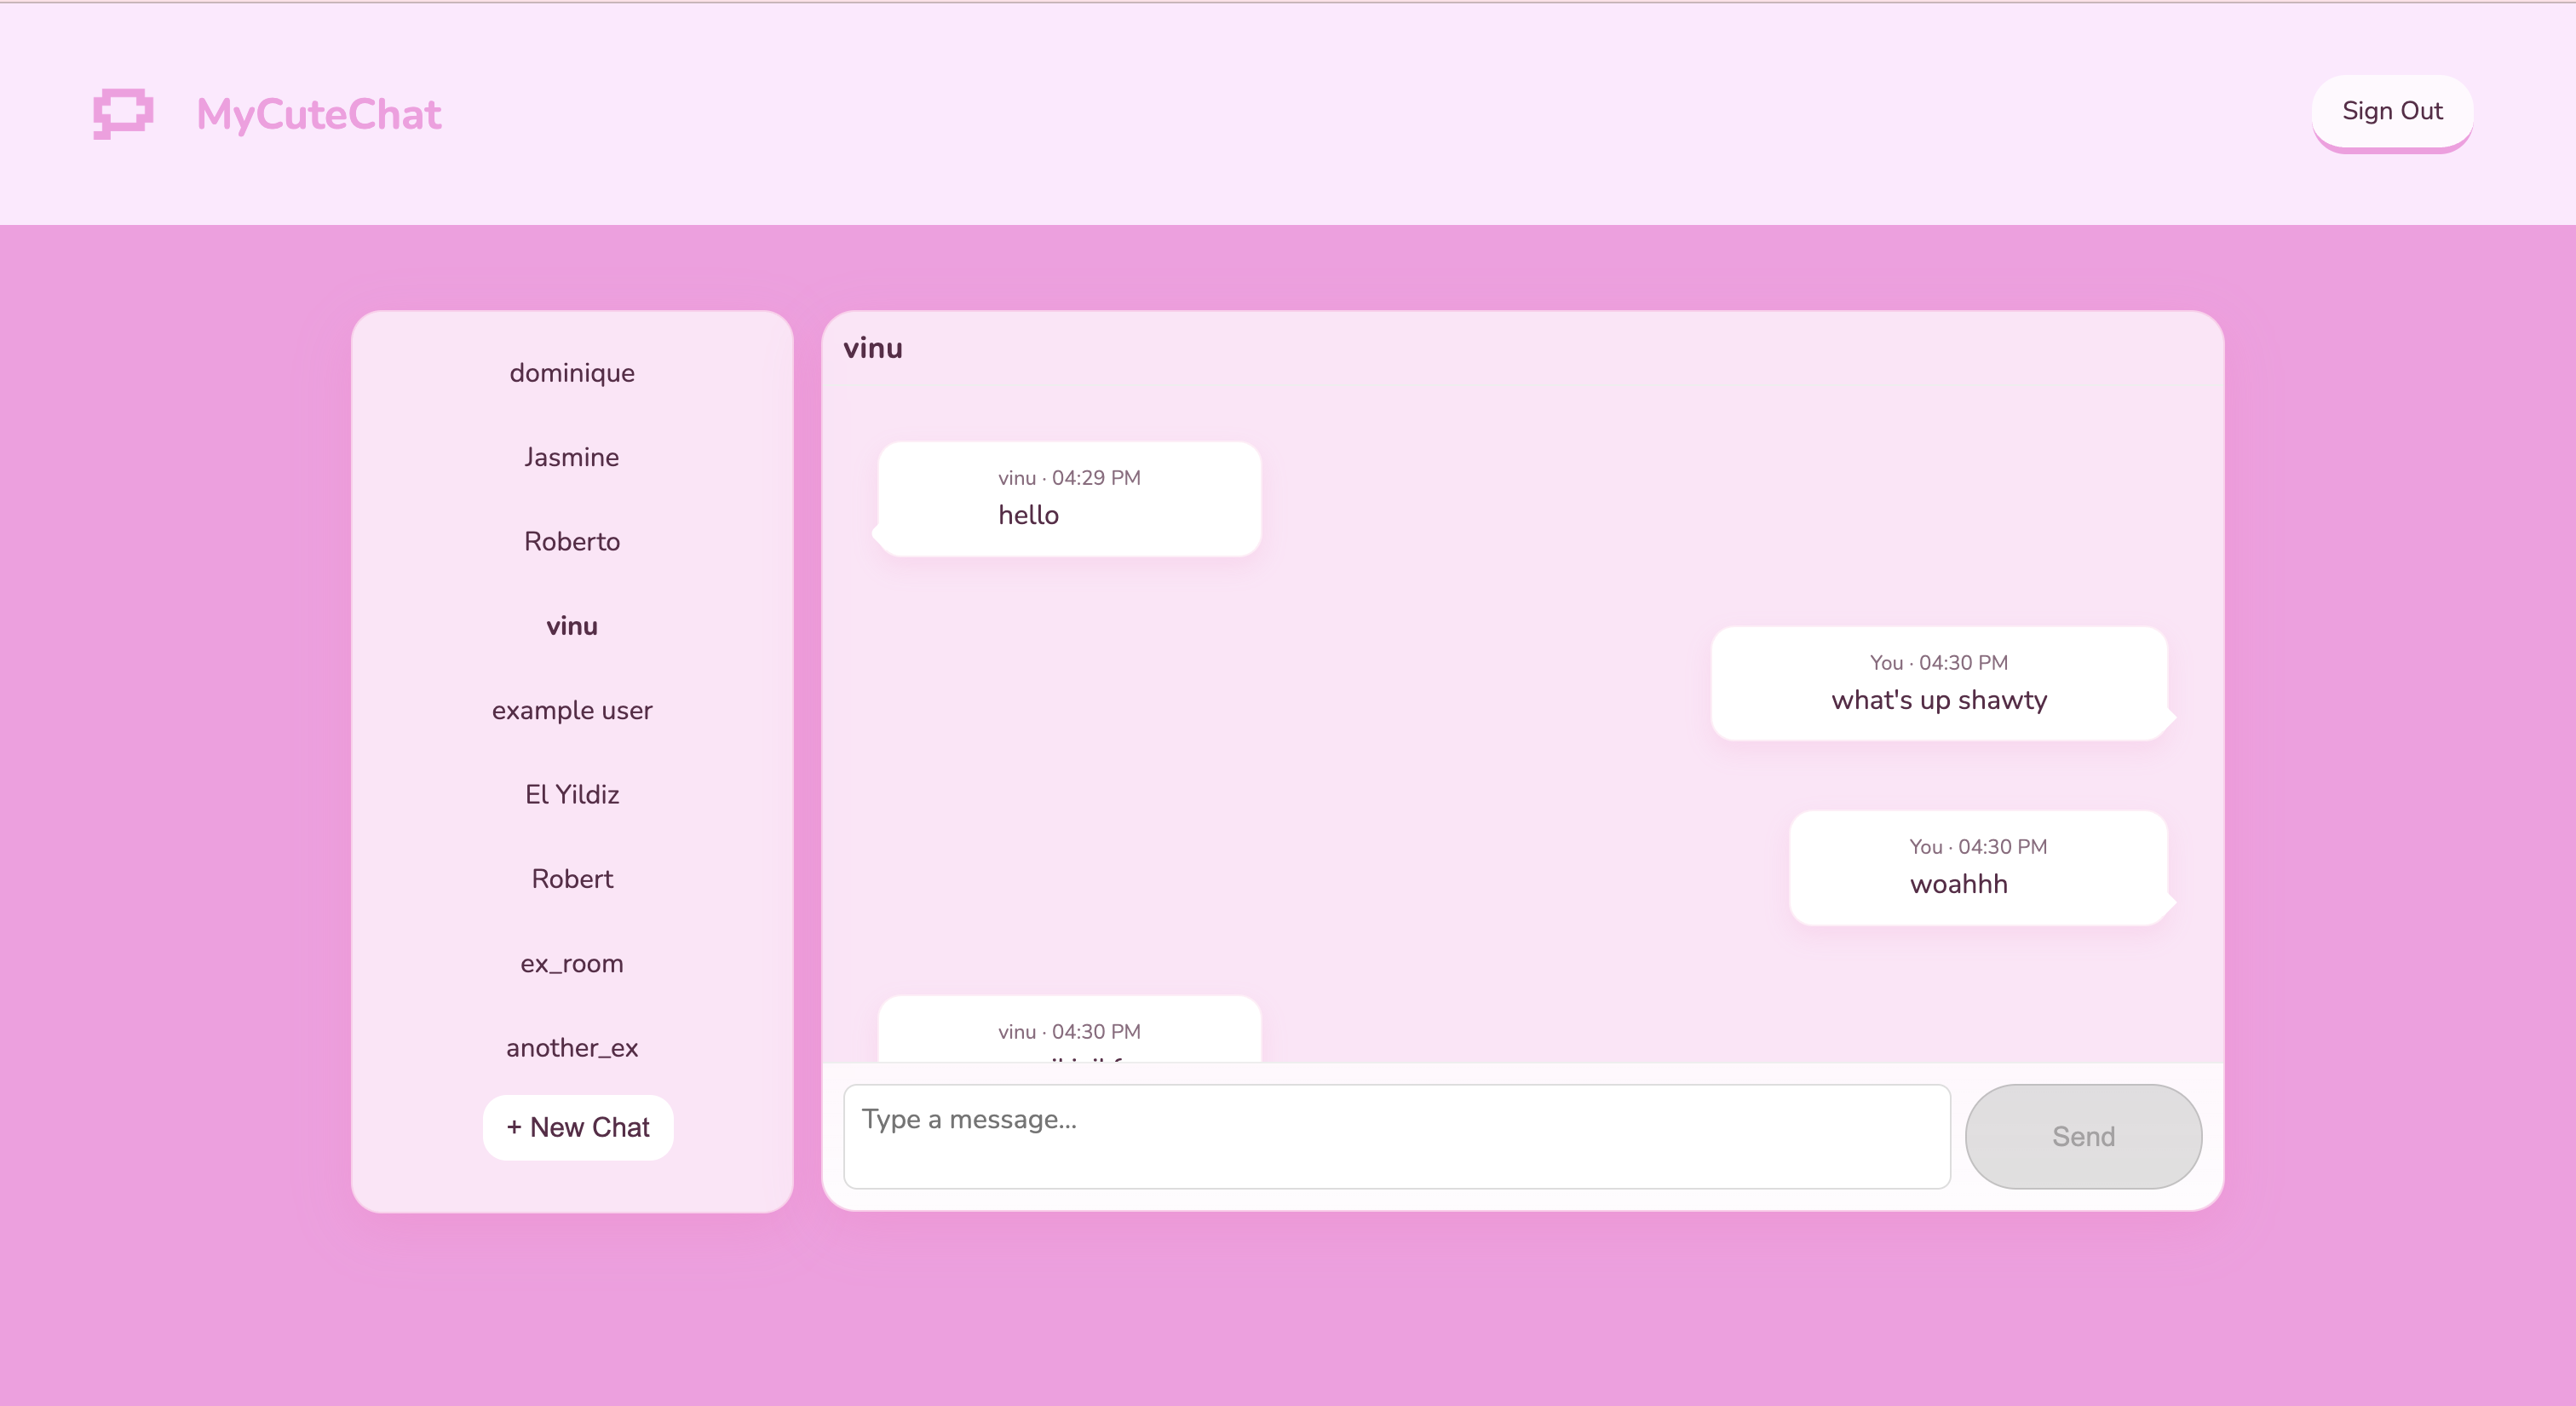 MyCuteChat
Sign Out
dominique
Jasmine
Roberto
vinu
example user
El Yildiz
Robert
ex_room
another_ex
+ New Chat
vinu
vinu · 04:29 PM
hello
You · 04:30 PM
what's up shawty
You · 04:30 PM
woahhh
vinu · 04:30 PM
Type a message...
Send